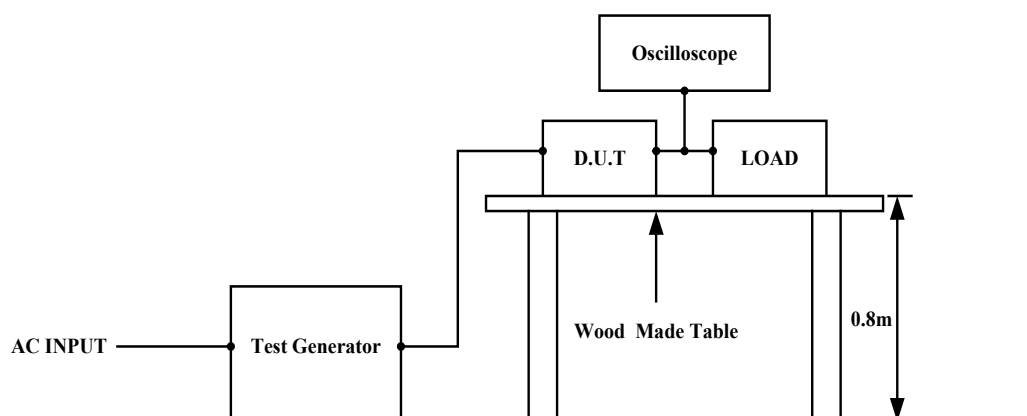 Oscilloscope
D.U.T
LOAD
Wood Made Table
0.8m
AC INPUT
Test Generator